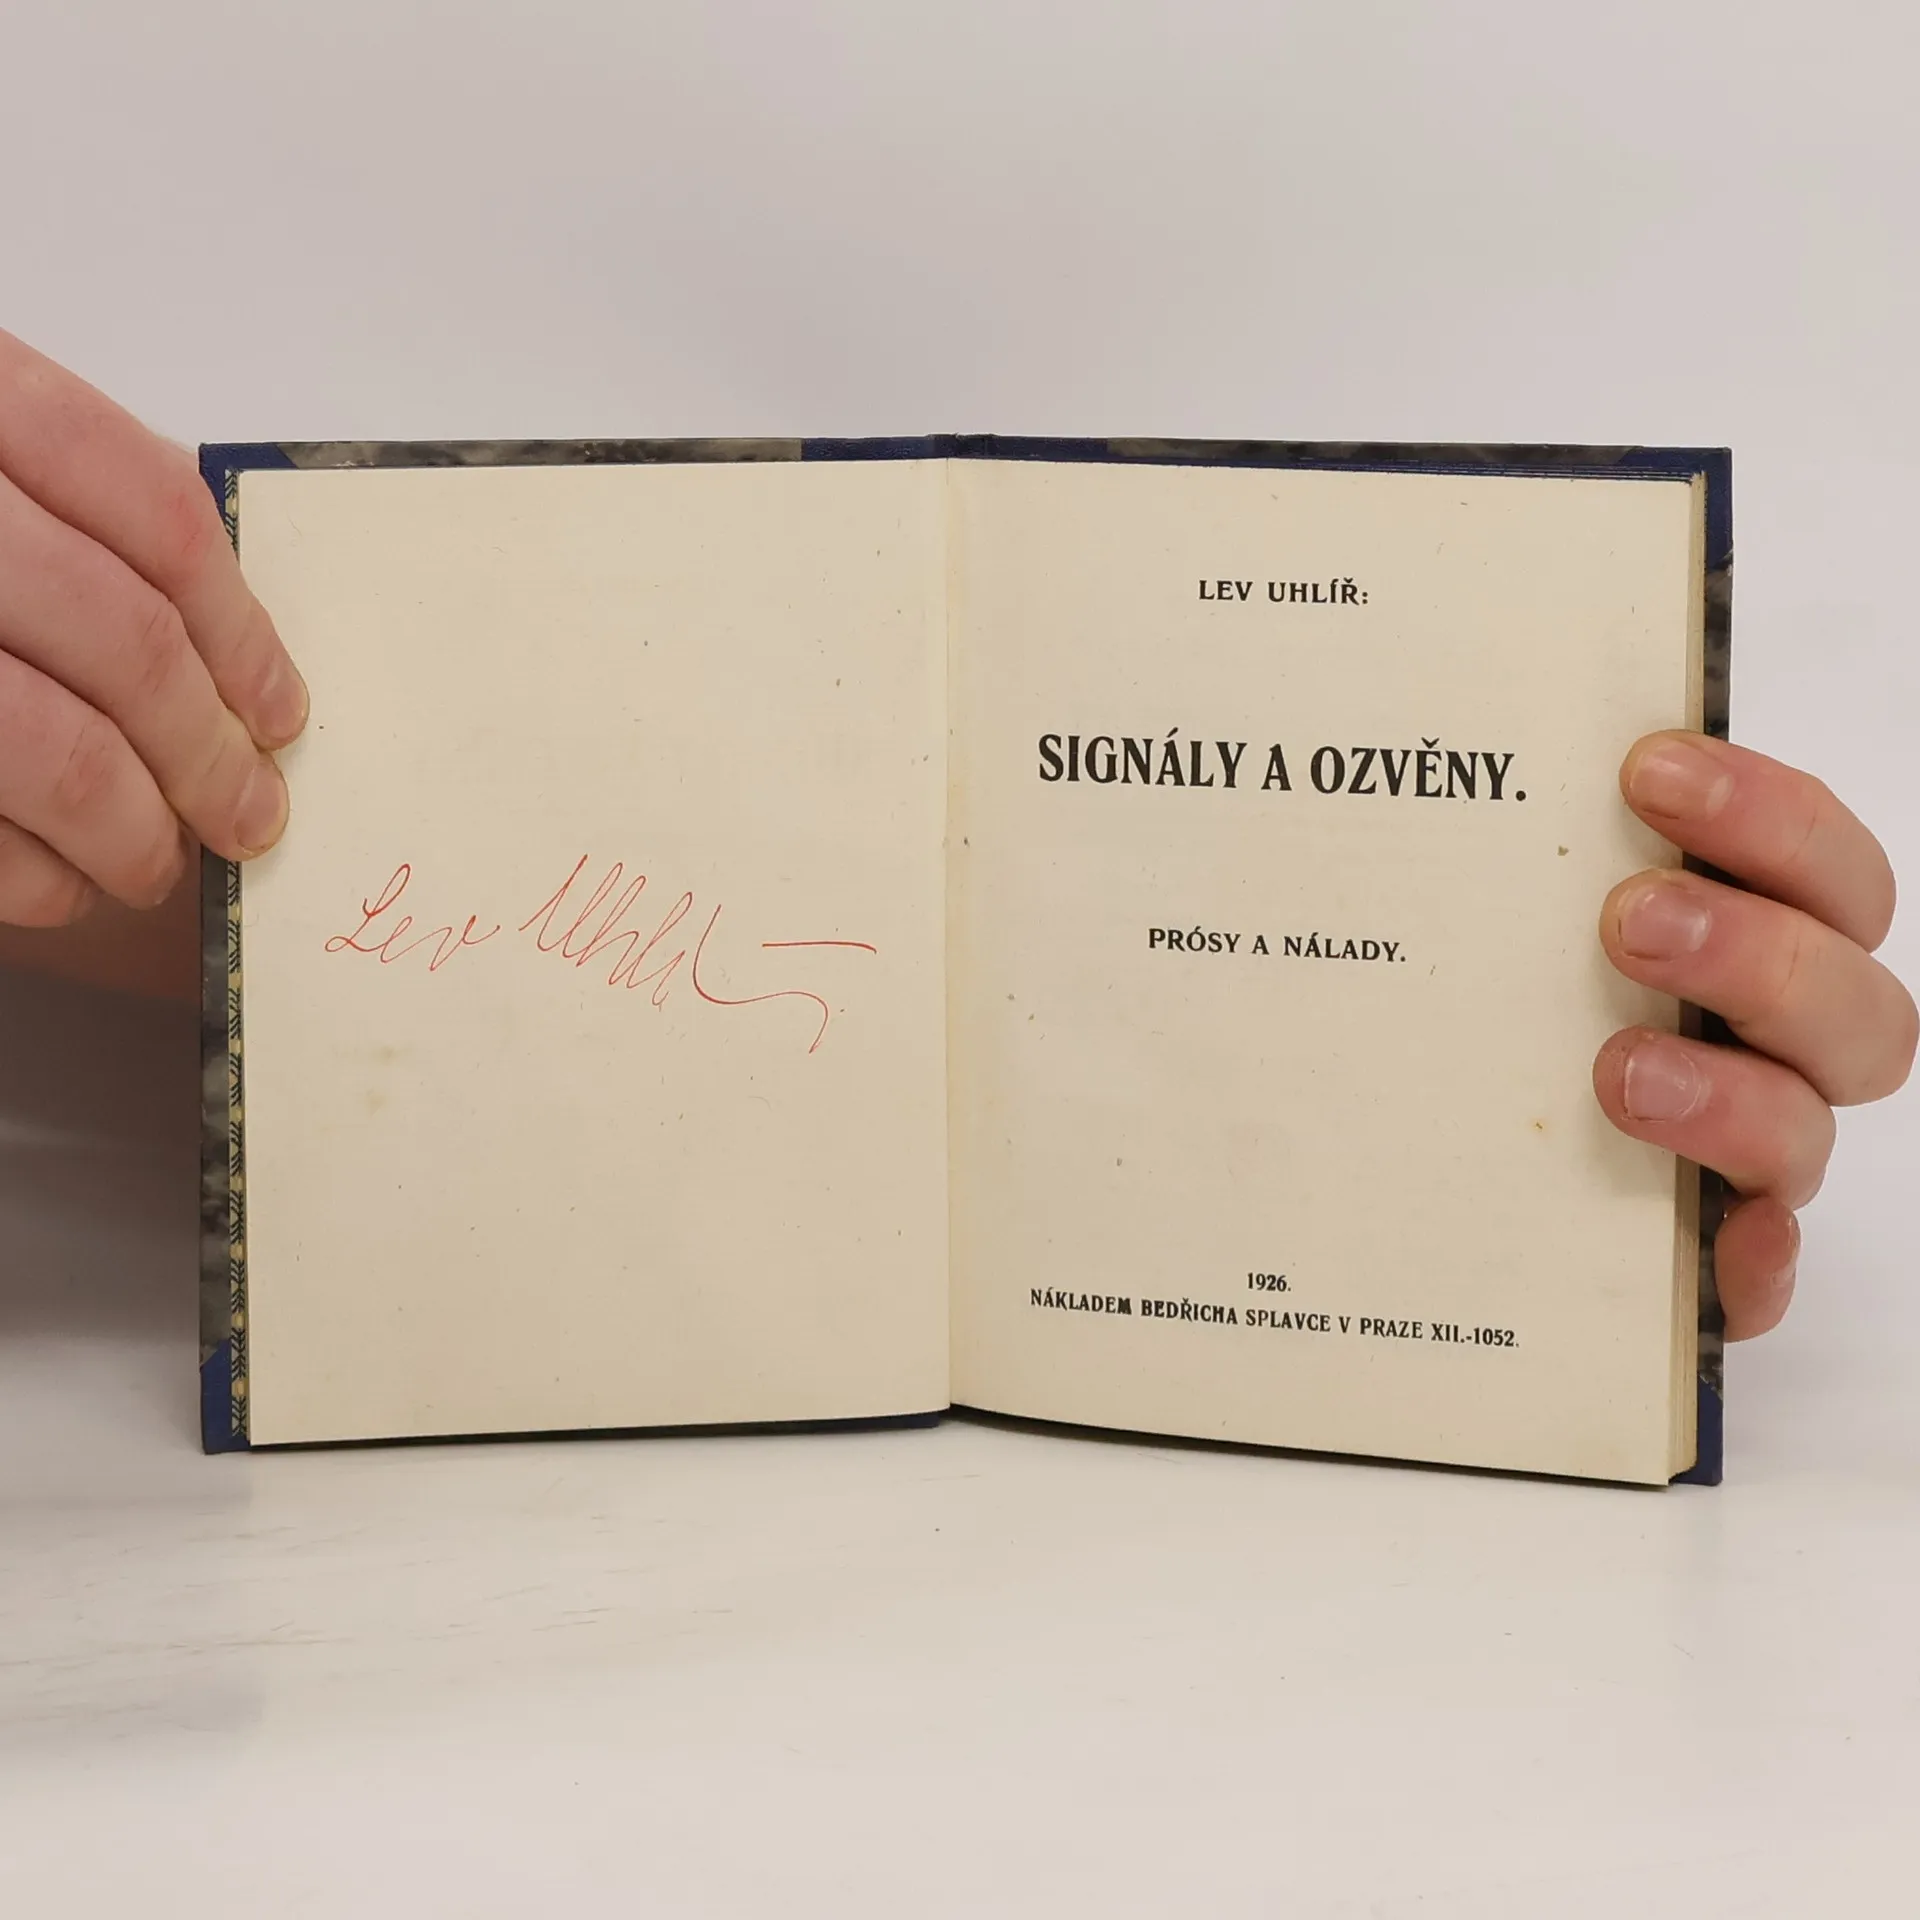 Lev Uhlíř
LEV UHLÍŘ:
SIGNÁLY A OZVĚNY.
PRÓSY A NÁLADY.
1926.
NÁKLADEM BEDŘICHA SPLAVCE V PRAZE XII.-1052.